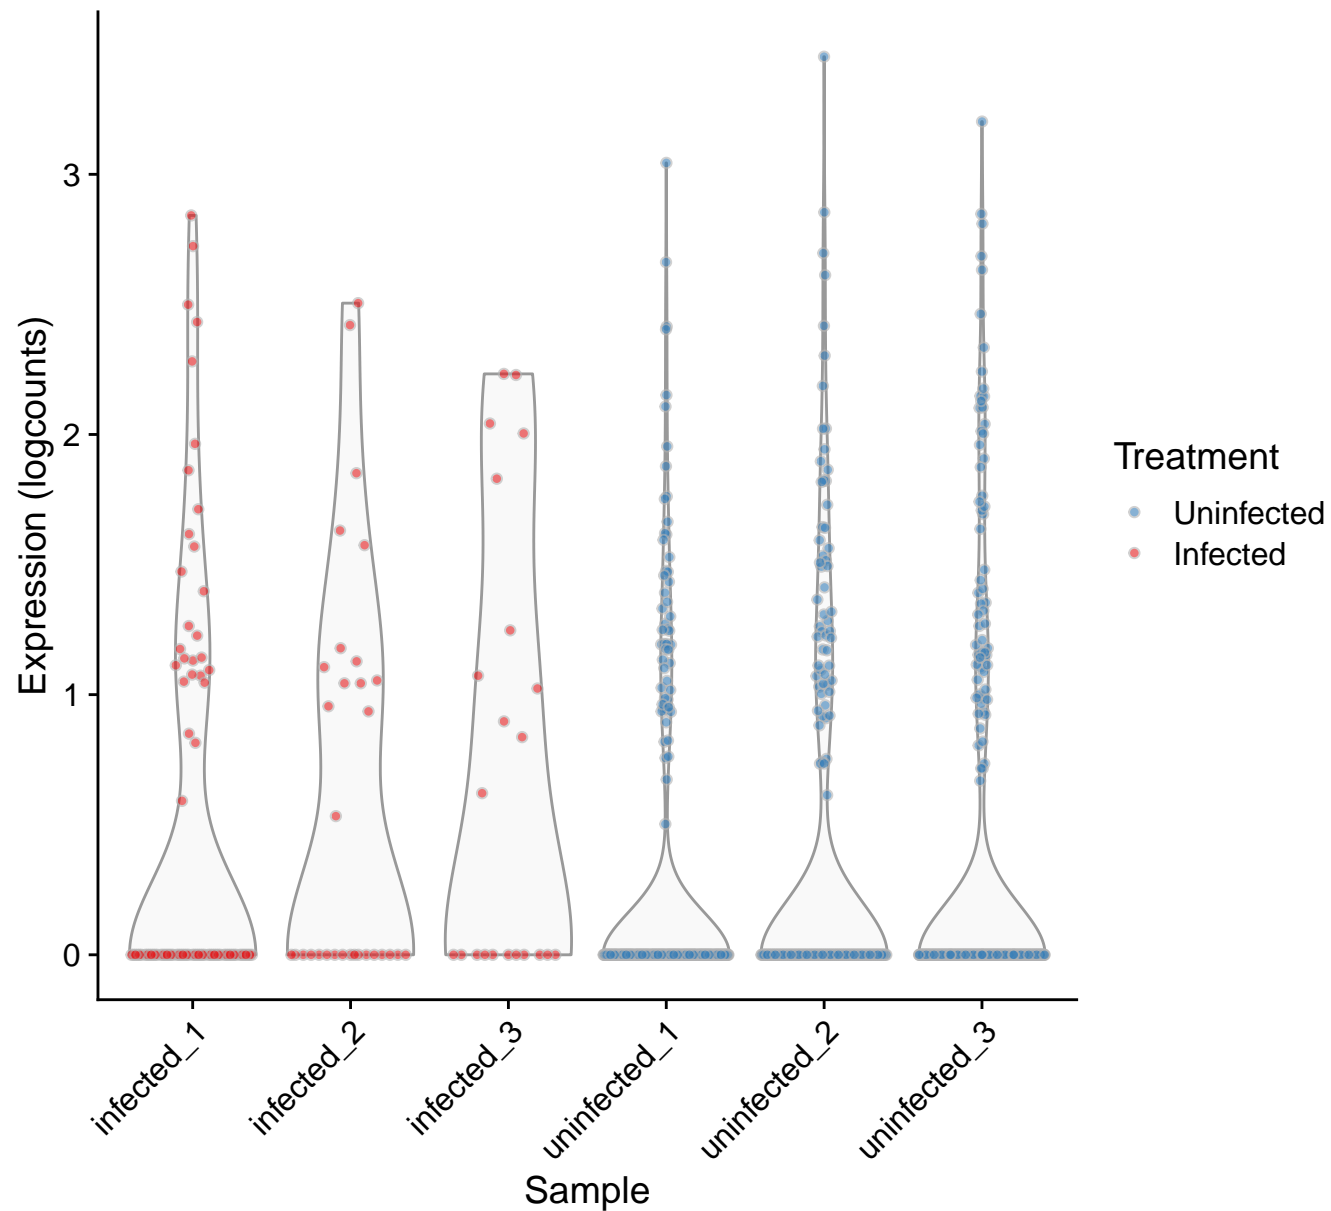 Expression (logcounts)
3
2
1
0
infected_1
infected_2
infected_3
uninfected_1
uninfected_2
uninfected_3
Sample
Treatment
Uninfected
Infected